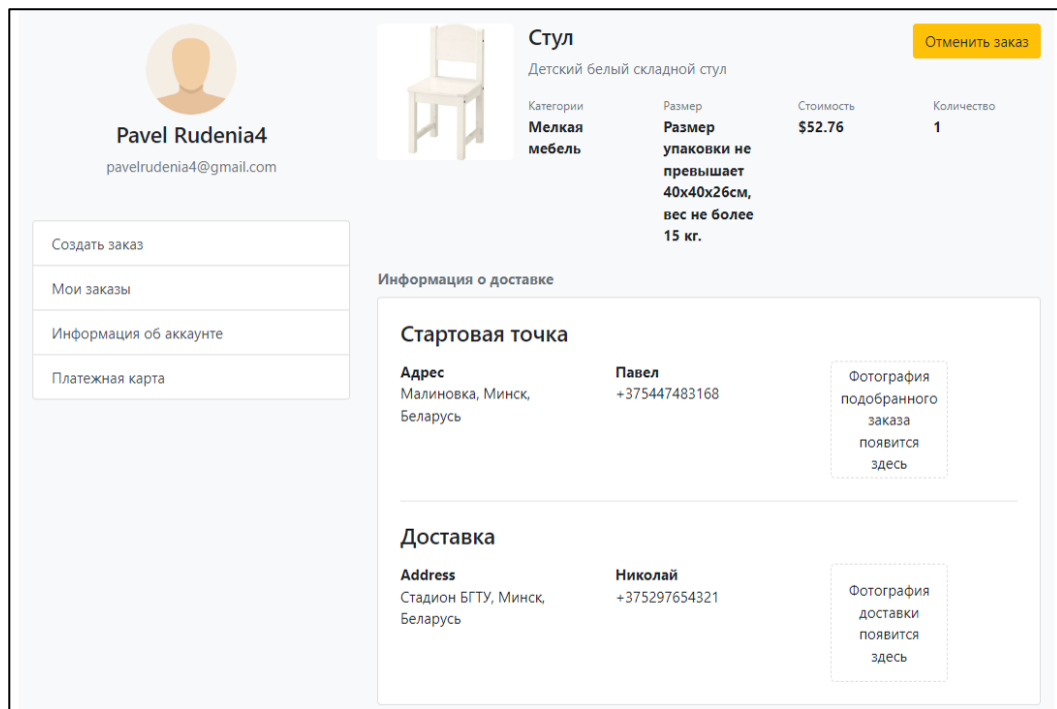 Pavel Rudenia4
pavelrudenia4@gmail.com
Создать заказ
Мои заказы
Информация об аккаунте
Платежная карта
Стул
Отменить заказ
Детский белый складной стул
Категории
Мелкая
мебель
Размер
Размер
упаковки не
превышает
40x40x26см,
вес не более
15 кг.
Стоимость
$52.76
Количество
1
Информация о доставке
Стартовая точка
Адрес
Малиновка, Минск,
Беларусь
Павел
+375447483168
Фотография
подобранного
заказа
появится
здесь
Доставка
Address
Стадион БГТУ, Минск,
Беларусь
Николай
+375297654321
Фотография
доставки
появится
здесь